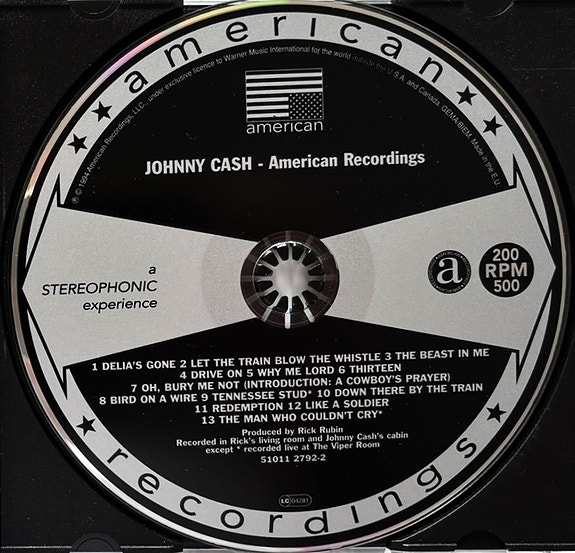 american
℗ © 1994 American Recordings, LLC., under exclusive licence to Warner Music International for the world outside the U.S.A. and Canada. GEMA/BIEM. Made in the E.U.
american
JOHNNY CASH - American Recordings
a
STEREOPHONIC
experience
a
200
RPM
500
1 DELIA'S GONE 2 LET THE TRAIN BLOW THE WHISTLE 3 THE BEAST IN ME
4 DRIVE ON 5 WHY ME LORD 6 THIRTEEN
7 OH, BURY ME NOT (INTRODUCTION: A COWBOY'S PRAYER)
8 BIRD ON A WIRE 9 TENNESSEE STUD* 10 DOWN THERE BY THE TRAIN
11 REDEMPTION 12 LIKE A SOLDIER
13 THE MAN WHO COULDN'T CRY*
Produced by Rick Rubin
Recorded in Rick's living room and Johnny Cash's cabin
except * recorded live at The Viper Room
51011 2792-2
LC 04281
recordings